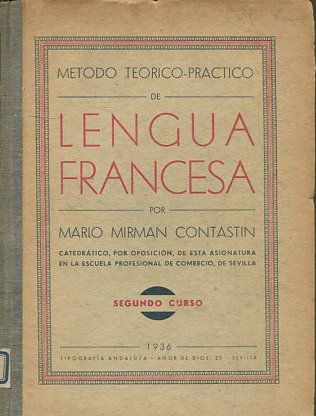 METODO TEORICO-PRACTICO
DE
LENGUA
FRANCESA
POR
MARIO MIRMAN CONTASTIN
CATEDRÁTICO, POR OPOSICIÓN, DE ESTA ASIGNATURA
EN LA ESCUELA PROFESIONAL DE COMERCIO, DE SEVILLA
SEGUNDO CURSO
1936
TIPOGRAFÍA ANDALUZA - AMOR DE DIOS, 25 - SEVILLA